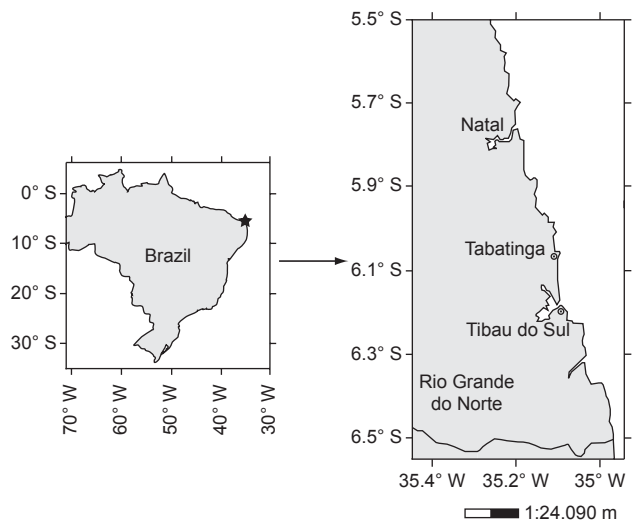 0° S
10° S
20° S
30° S
Brazil
70° W
60° W
50° W
40° W
30° W
5.5° S
5.7° S
5.9° S
6.1° S
6.3° S
6.5° S
Natal
Tabatinga
Tibau do Sul
Rio Grande
do Norte
35.4° W
35.2° W
35° W
1:24.090 m